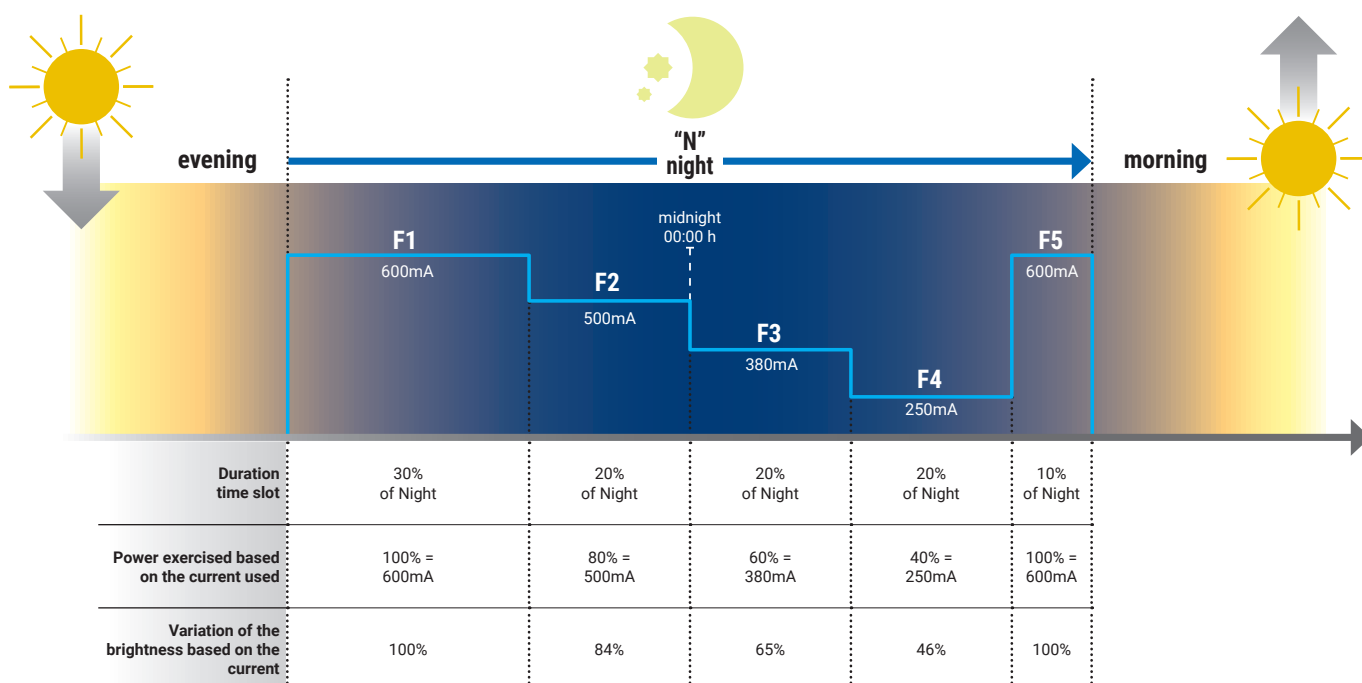 “N”
night
evening
morning
midnight
00:00 h
F1
600mA
F2
500mA
F3
380mA
F4
250mA
F5
600mA
Duration
time slot
30%
of Night
20%
of Night
20%
of Night
20%
of Night
10%
of Night
Power exercised based
on the current used
100% =
600mA
80% =
500mA
60% =
380mA
40% =
250mA
100% =
600mA
Variation of the
brightness based on the
current
100%
84%
65%
46%
100%